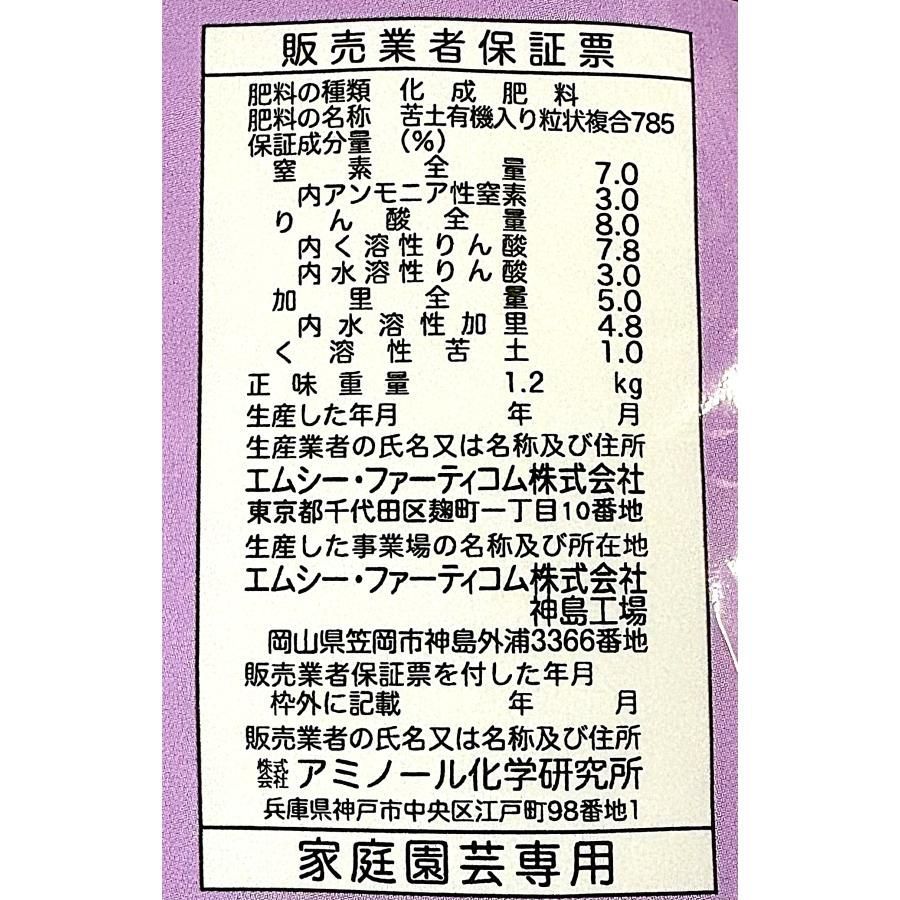 販売業者保証票
肥料の種類 化成肥料
肥料の名称 苦土有機入り粒状複合785
保証成分量 (%)
窒素全量 7.0
内アンモニア性窒素 3.0
りん酸全量 8.0
内く溶性りん酸 7.8
内水溶性りん酸 3.0
加里全量 5.0
内水溶性加里 4.8
く溶性苦土 1.0
正味重量 1.2 kg
生産した年月 年 月
生産業者の氏名又は名称及び住所
エムシー・ファーティコム株式会社
東京都千代田区麹町一丁目10番地
生産した事業場の名称及び所在地
エムシー・ファーティコム株式会社
神島工場
岡山県笠岡市神島外浦3366番地
販売業者保証票を付した年月
枠外に記載 年 月
販売業者の氏名又は名称及び住所
株式会社 アミノール化学研究所
兵庫県神戸市中央区江戸町98番地1
家庭園芸専用